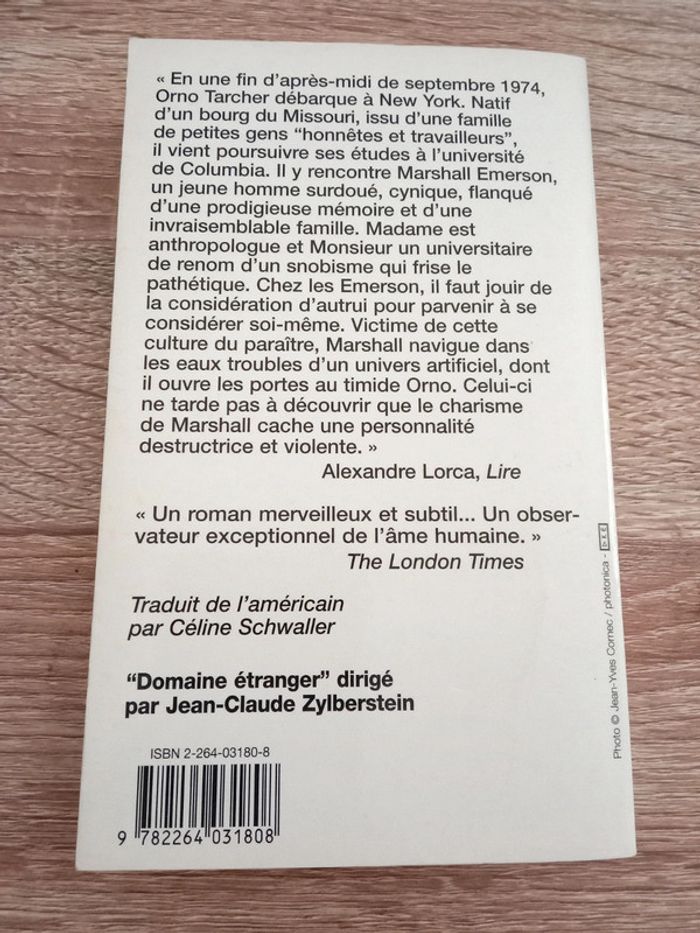 « En une fin d'après-midi de septembre 1974,
Orno Tarcher débarque à New York. Natif
d'un bourg du Missouri, issu d'une famille
de petites gens “honnêtes et travailleurs”,
il vient poursuivre ses études à l'université
de Columbia. Il y rencontre Marshall Emerson,
un jeune homme surdoué, cynique, flanqué
d'une prodigieuse mémoire et d'une
invraisemblable famille. Madame est
anthropologue et Monsieur un universitaire
de renom d'un snobisme qui frise le
pathétique. Chez les Emerson, il faut jouir de
la considération d'autrui pour parvenir à se
considérer soi-même. Victime de cette
culture du paraître, Marshall navigue dans
les eaux troubles d'un univers artificiel, dont
il ouvre les portes au timide Orno. Celui-ci
ne tarde pas à découvrir que le charisme
de Marshall cache une personnalité
destructrice et violente. »
Alexandre Lorca, Lire
« Un roman merveilleux et subtil... Un obser-
vateur exceptionnel de l'âme humaine. »
The London Times
Traduit de l'américain
par Céline Schwaller
“Domaine étranger” dirigé
par Jean-Claude Zylberstein
ISBN 2-264-03180-8
9 782264 031808
Photo © Jean-Yves Cornec / photonica -